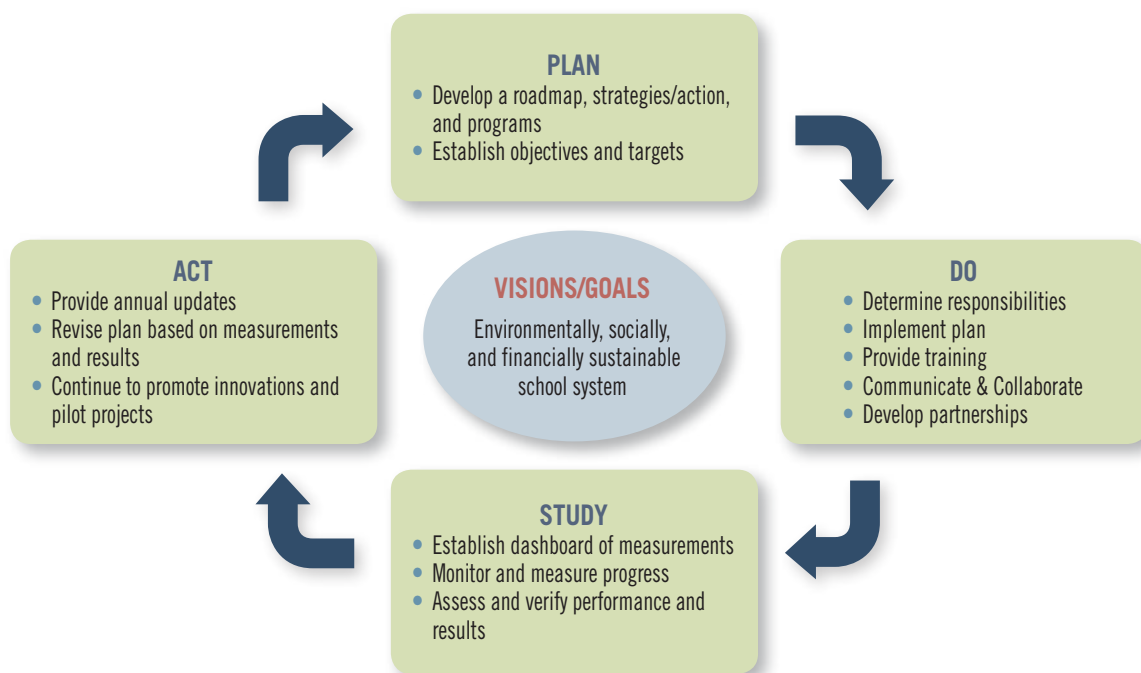 PLAN
• Develop a roadmap, strategies/action,
and programs
• Establish objectives and targets
DO
• Determine responsibilities
• Implement plan
• Provide training
• Communicate & Collaborate
• Develop partnerships
STUDY
• Establish dashboard of measurements
• Monitor and measure progress
• Assess and verify performance and
results
ACT
• Provide annual updates
• Revise plan based on measurements
and results
• Continue to promote innovations and
pilot projects
VISIONS/GOALS
Environmentally, socially,
and financially sustainable
school system